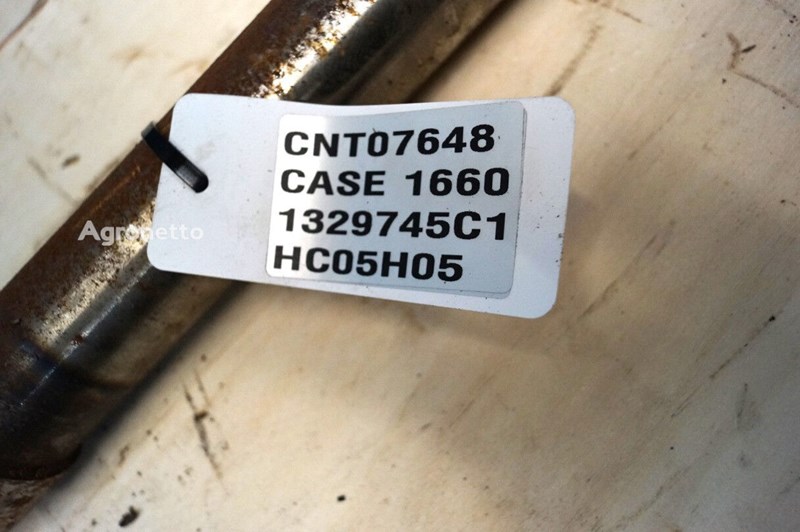 CNT07648
CASE 1660
1329745C1
HC05H05
Agronetto